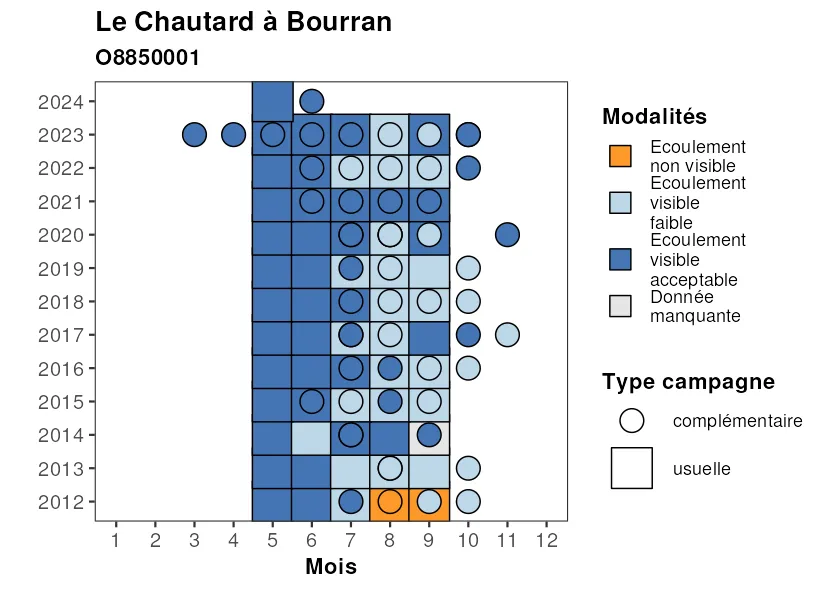 Le Chautard à Bourran
O8850001
2024
2023
2022
2021
2020
2019
2018
2017
2016
2015
2014
2013
2012
1 2 3 4 5 6 7 8 9 10 11 12
Mois
Modalités
Ecoulement
non visible
Ecoulement
visible
faible
Ecoulement
visible
acceptable
Donnée
manquante
Type campagne
complémentaire
usuelle